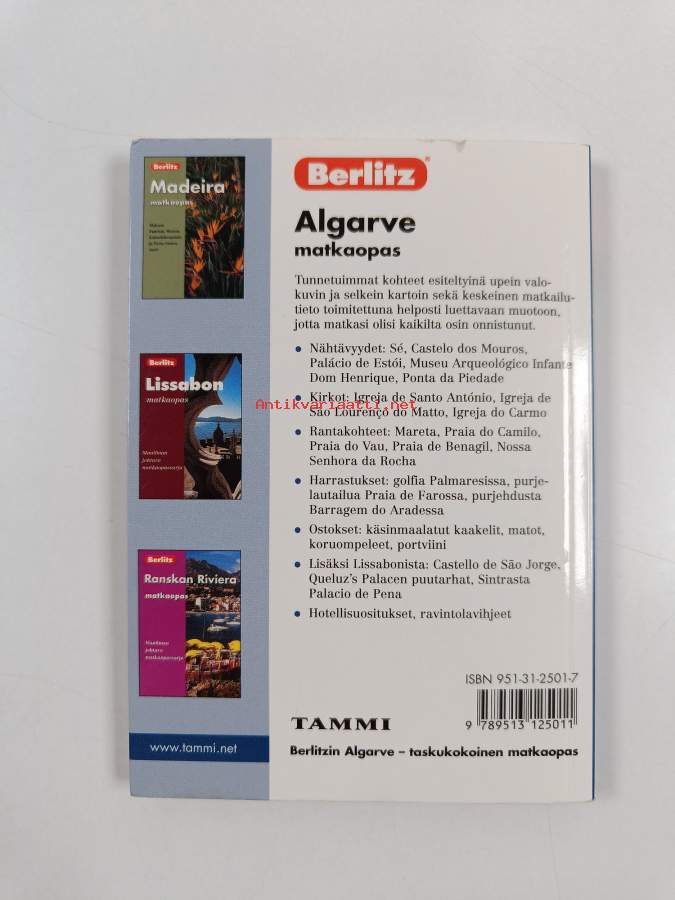 Berlitz
Madeira
matkaopas
Berlitz
Lissabon
matkaopas
Maailman
johtava
matkaopassarja
Berlitz
Ranskan Riviera
matkaopas
Maailman
johtava
matkaopassarja
www.tammi.net
Berlitz®
Algarve
matkaopas
Tunnetuimmat kohteet esiteltyinä upein valo-
kuvin ja selkein kartoin sekä keskeinen matkailu-
tieto toimitettuna helposti luettavaan muotoon,
jotta matkasi olisi kaikilta osin onnistunut.
• Nähtävyydet: Sé, Castelo dos Mouros,
Palácio de Estói, Museu Arqueológico Infante
Dom Henrique, Ponta da Piedade
• Kirkot: Igreja de Santo António, Igreja de
São Lourenço do Matto, Igreja do Carmo
Antikvariaatti.net
• Rantakohteet: Mareta, Praia do Camilo,
Praia do Vau, Praia de Benagil, Nossa
Senhora da Rocha
• Harrastukset: golfia Palmaresissa, purje-
lautailua Praia de Farossa, purjehdusta
Barragem do Aradessa
• Ostokset: käsinmaalatut kaakelit, matot,
koruompeleet, portviini
• Lisäksi Lissabonista: Castello de São Jorge,
Queluz's Palacen puutarhat, Sintrasta
Palacio de Pena
• Hotellisuositukset, ravintolavihjeet
ISBN 951-31-2501-7
9 789513 125011
TAMMI
Berlitzin Algarve – taskukokoinen matkaopas